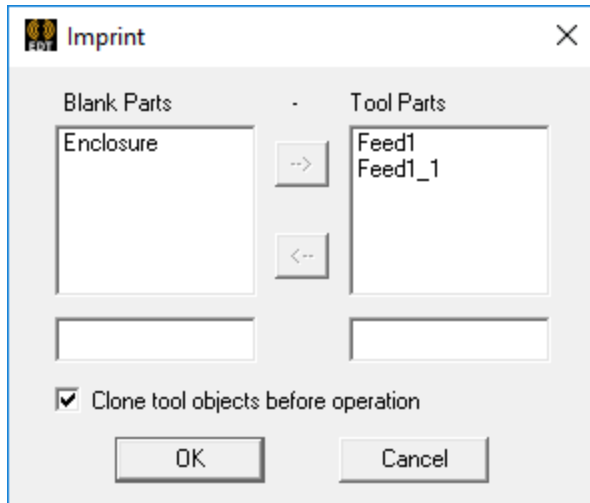 EDT Imprint
Blank Parts - Tool Parts
Enclosure
Feed1
Feed1_1
-->
<--
Clone tool objects before operation
OK Cancel